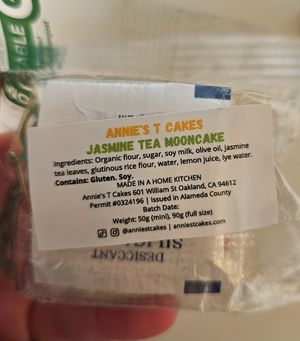 ABLE
ANNIE'S T CAKES
JASMINE TEA MOONCAKE
Ingredients: Organic flour, sugar, soy milk, olive oil, jasmine
tea leaves, glutinous rice flour, water, lemon juice, lye water.
Contains: Gluten. Soy.
MADE IN A HOME KITCHEN
Annie's T Cakes 601 William St Oakland, CA 94612
Permit #0324196 | Issued in Alameda County
Batch Date:
Weight: 50g (mini), 90g (full size)
@anniestcakes | anniestcakes.com
DESICCANT
SILICA